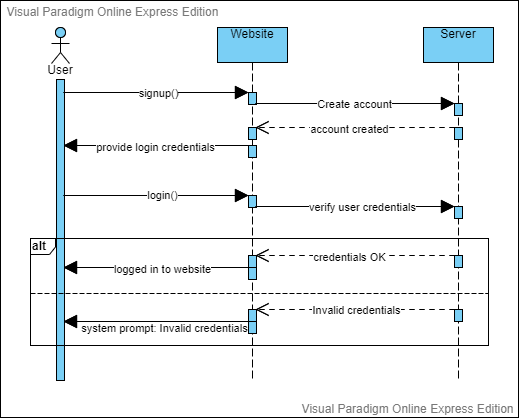 Visual Paradigm Online Express Edition
User
Website
Server
signup()
Create account
account created
provide login credentials
login()
verify user credentials
alt
credentials OK
logged in to website
Invalid credentials
system prompt: Invalid credentials
Visual Paradigm Online Express Edition